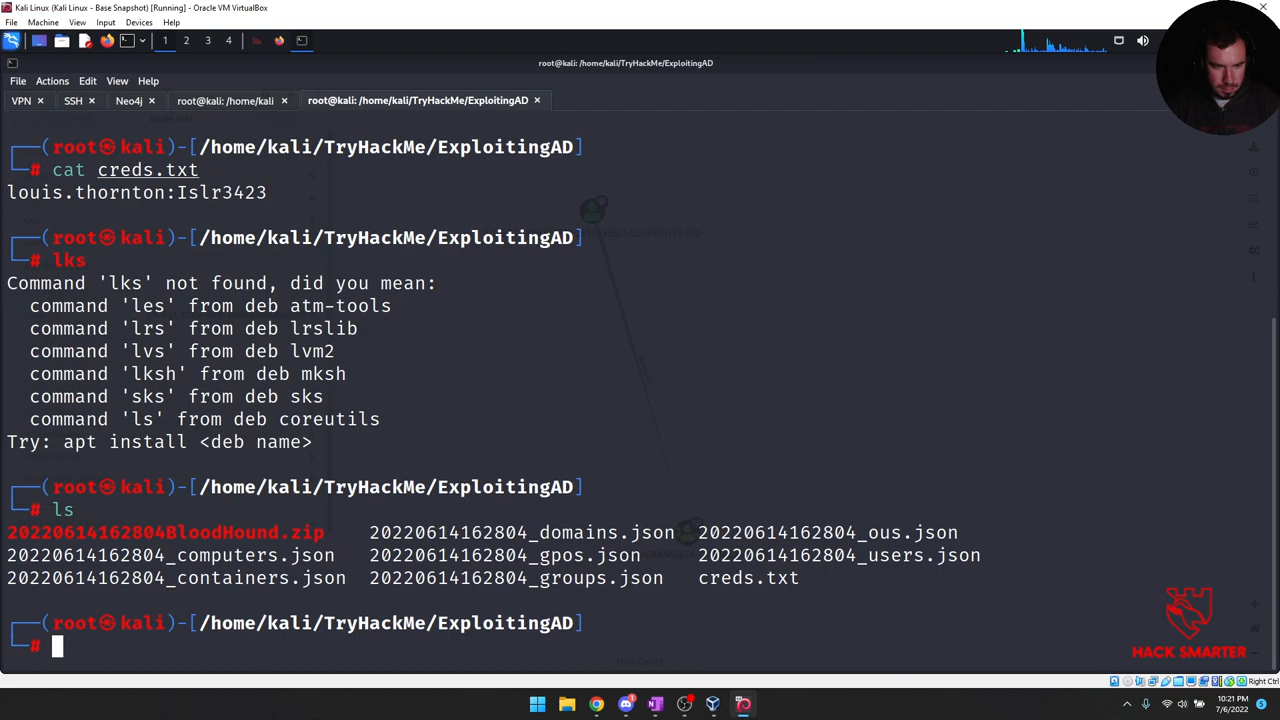 Kali Linux (Kali Linux - Base Snapshot) [Running] - Oracle VM VirtualBox
File Machine View Input Devices Help
1 2 3 4
root@kali: /home/kali/TryHackMe/ExploitingAD
File Actions Edit View Help
VPN SSH Neo4j root@kali: /home/kali root@kali: /home/kali/TryHackMe/ExploitingAD
┌──(root㉿kali)-[/home/kali/TryHackMe/ExploitingAD]
└─# cat creds.txt
louis.thornton:Islr3423
┌──(root㉿kali)-[/home/kali/TryHackMe/ExploitingAD]
└─# lks
Command 'lks' not found, did you mean:
command 'les' from deb atm-tools
command 'lrs' from deb lrslib
command 'lvs' from deb lvm2
command 'lksh' from deb mksh
command 'sks' from deb sks
command 'ls' from deb coreutils
Try: apt install <deb name>
┌──(root㉿kali)-[/home/kali/TryHackMe/ExploitingAD]
└─# ls
20220614162804BloodHound.zip 20220614162804_domains.json 20220614162804_ous.json
20220614162804_computers.json 20220614162804_gpos.json 20220614162804_users.json
20220614162804_containers.json 20220614162804_groups.json creds.txt
┌──(root㉿kali)-[/home/kali/TryHackMe/ExploitingAD]
└─#
HACK SMARTER
Right Ctrl
10:21 PM
7/6/2022